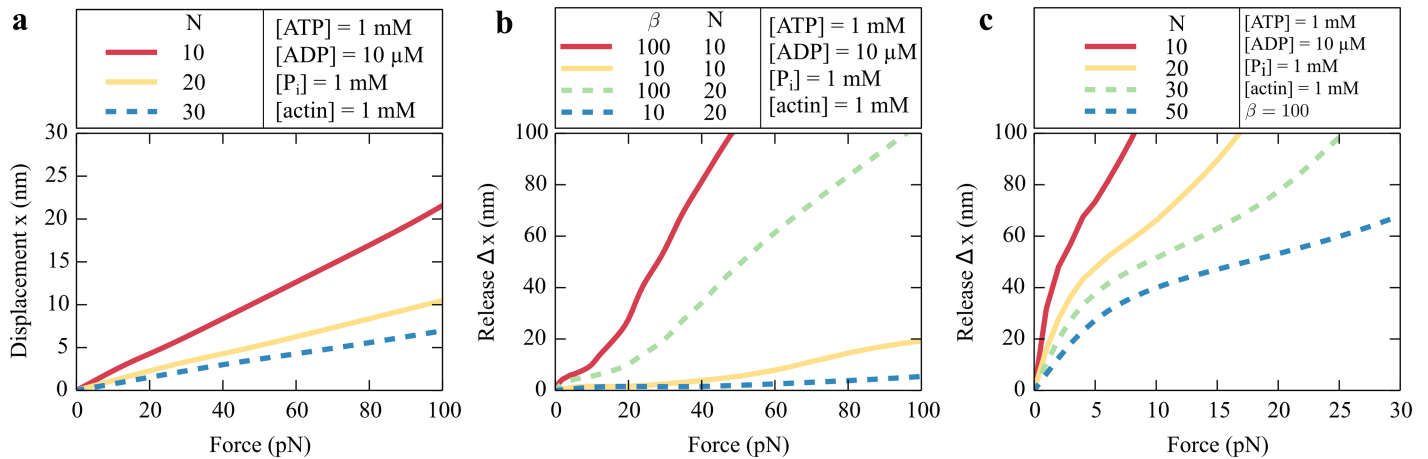 a
N
10
20
30
[ATP] = 1 mM
[ADP] = 10 µM
[Pi] = 1 mM
[actin] = 1 mM
30
25
20
15
10
5
0
Displacement x (nm)
0 20 40 60 80 100
Force (pN)
b
β N
100 10
10 10
100 20
10 20
[ATP] = 1 mM
[ADP] = 10 µM
[Pi] = 1 mM
[actin] = 1 mM
100
80
60
40
20
0
Release Δ x (nm)
0 20 40 60 80 100
Force (pN)
c
N
10
20
30
50
[ATP] = 1 mM
[ADP] = 10 µM
[Pi] = 1 mM
[actin] = 1 mM
β = 100
100
80
60
40
20
0
Release Δ x (nm)
0 5 10 15 20 25 30
Force (pN)